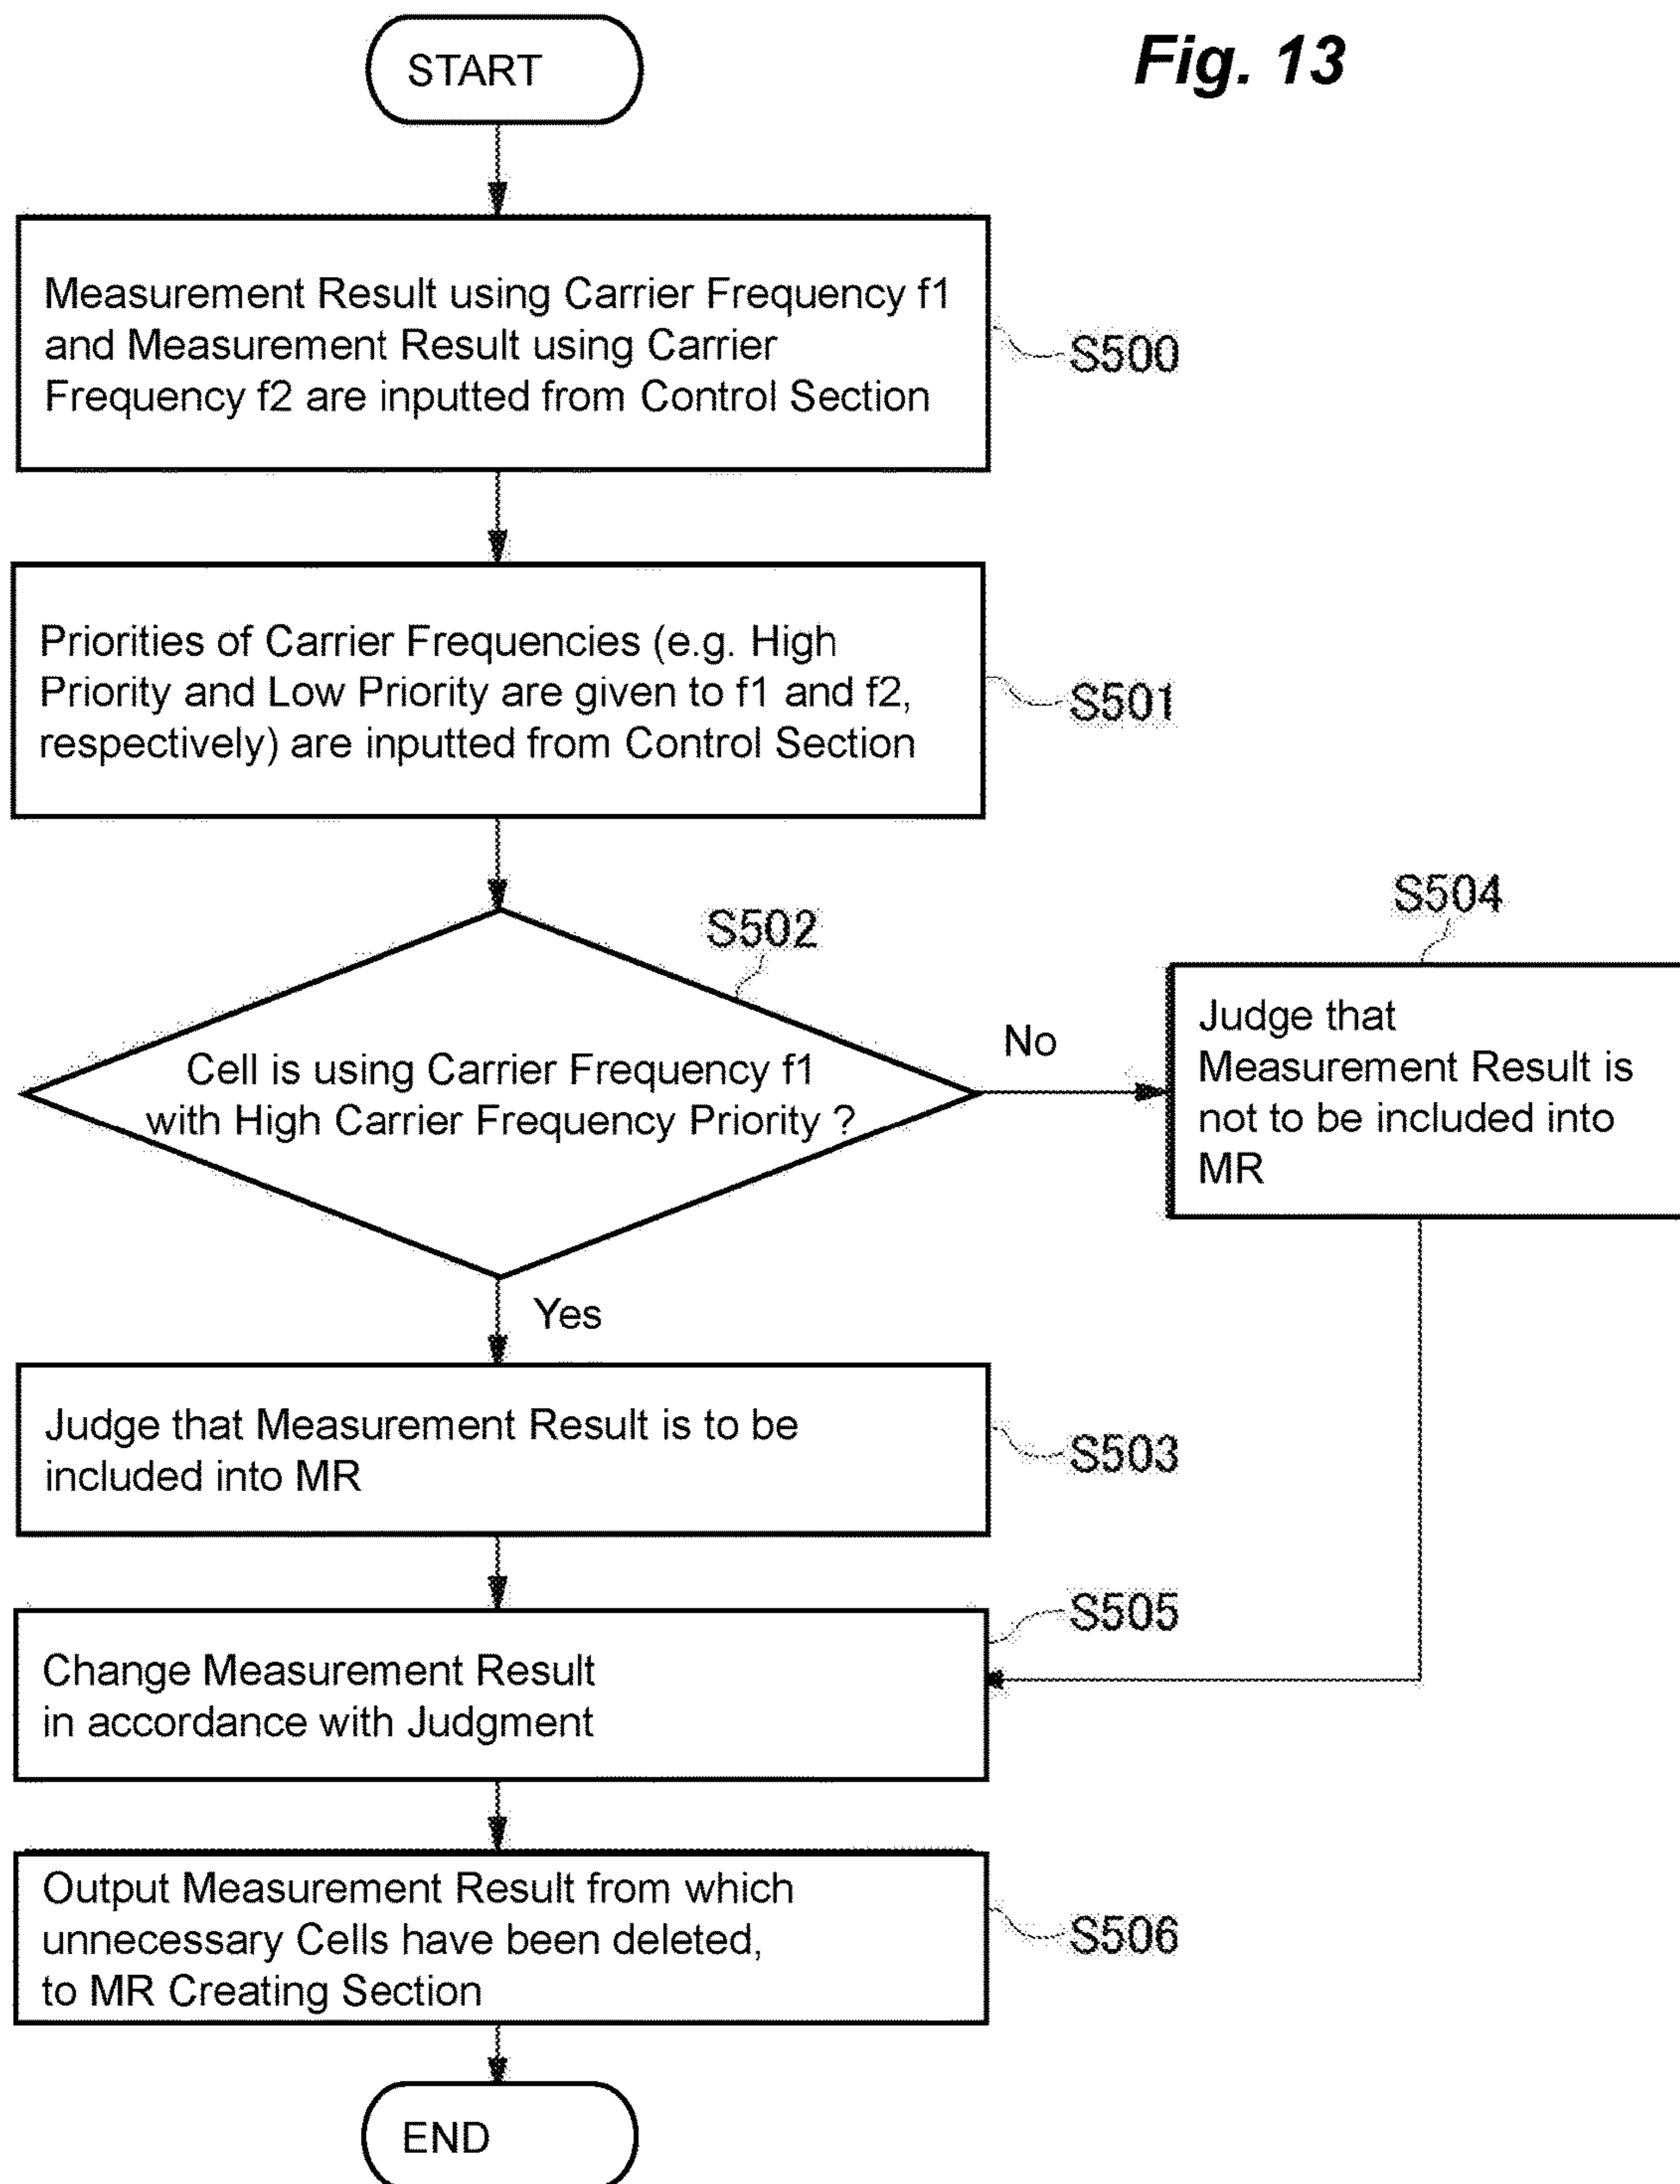 Fig. 13
START
Measurement Result using Carrier Frequency f1
and Measurement Result using Carrier
Frequency f2 are inputted from Control Section
S500
Priorities of Carrier Frequencies (e.g. High
Priority and Low Priority are given to f1 and f2,
respectively) are inputted from Control Section
S501
S502
Cell is using Carrier Frequency f1
with High Carrier Frequency Priority ?
No
S504
Judge that
Measurement Result is
not to be included into
MR
Yes
Judge that Measurement Result is to be
included into MR
S503
Change Measurement Result
in accordance with Judgment
S505
Output Measurement Result from which
unnecessary Cells have been deleted,
to MR Creating Section
S506
END